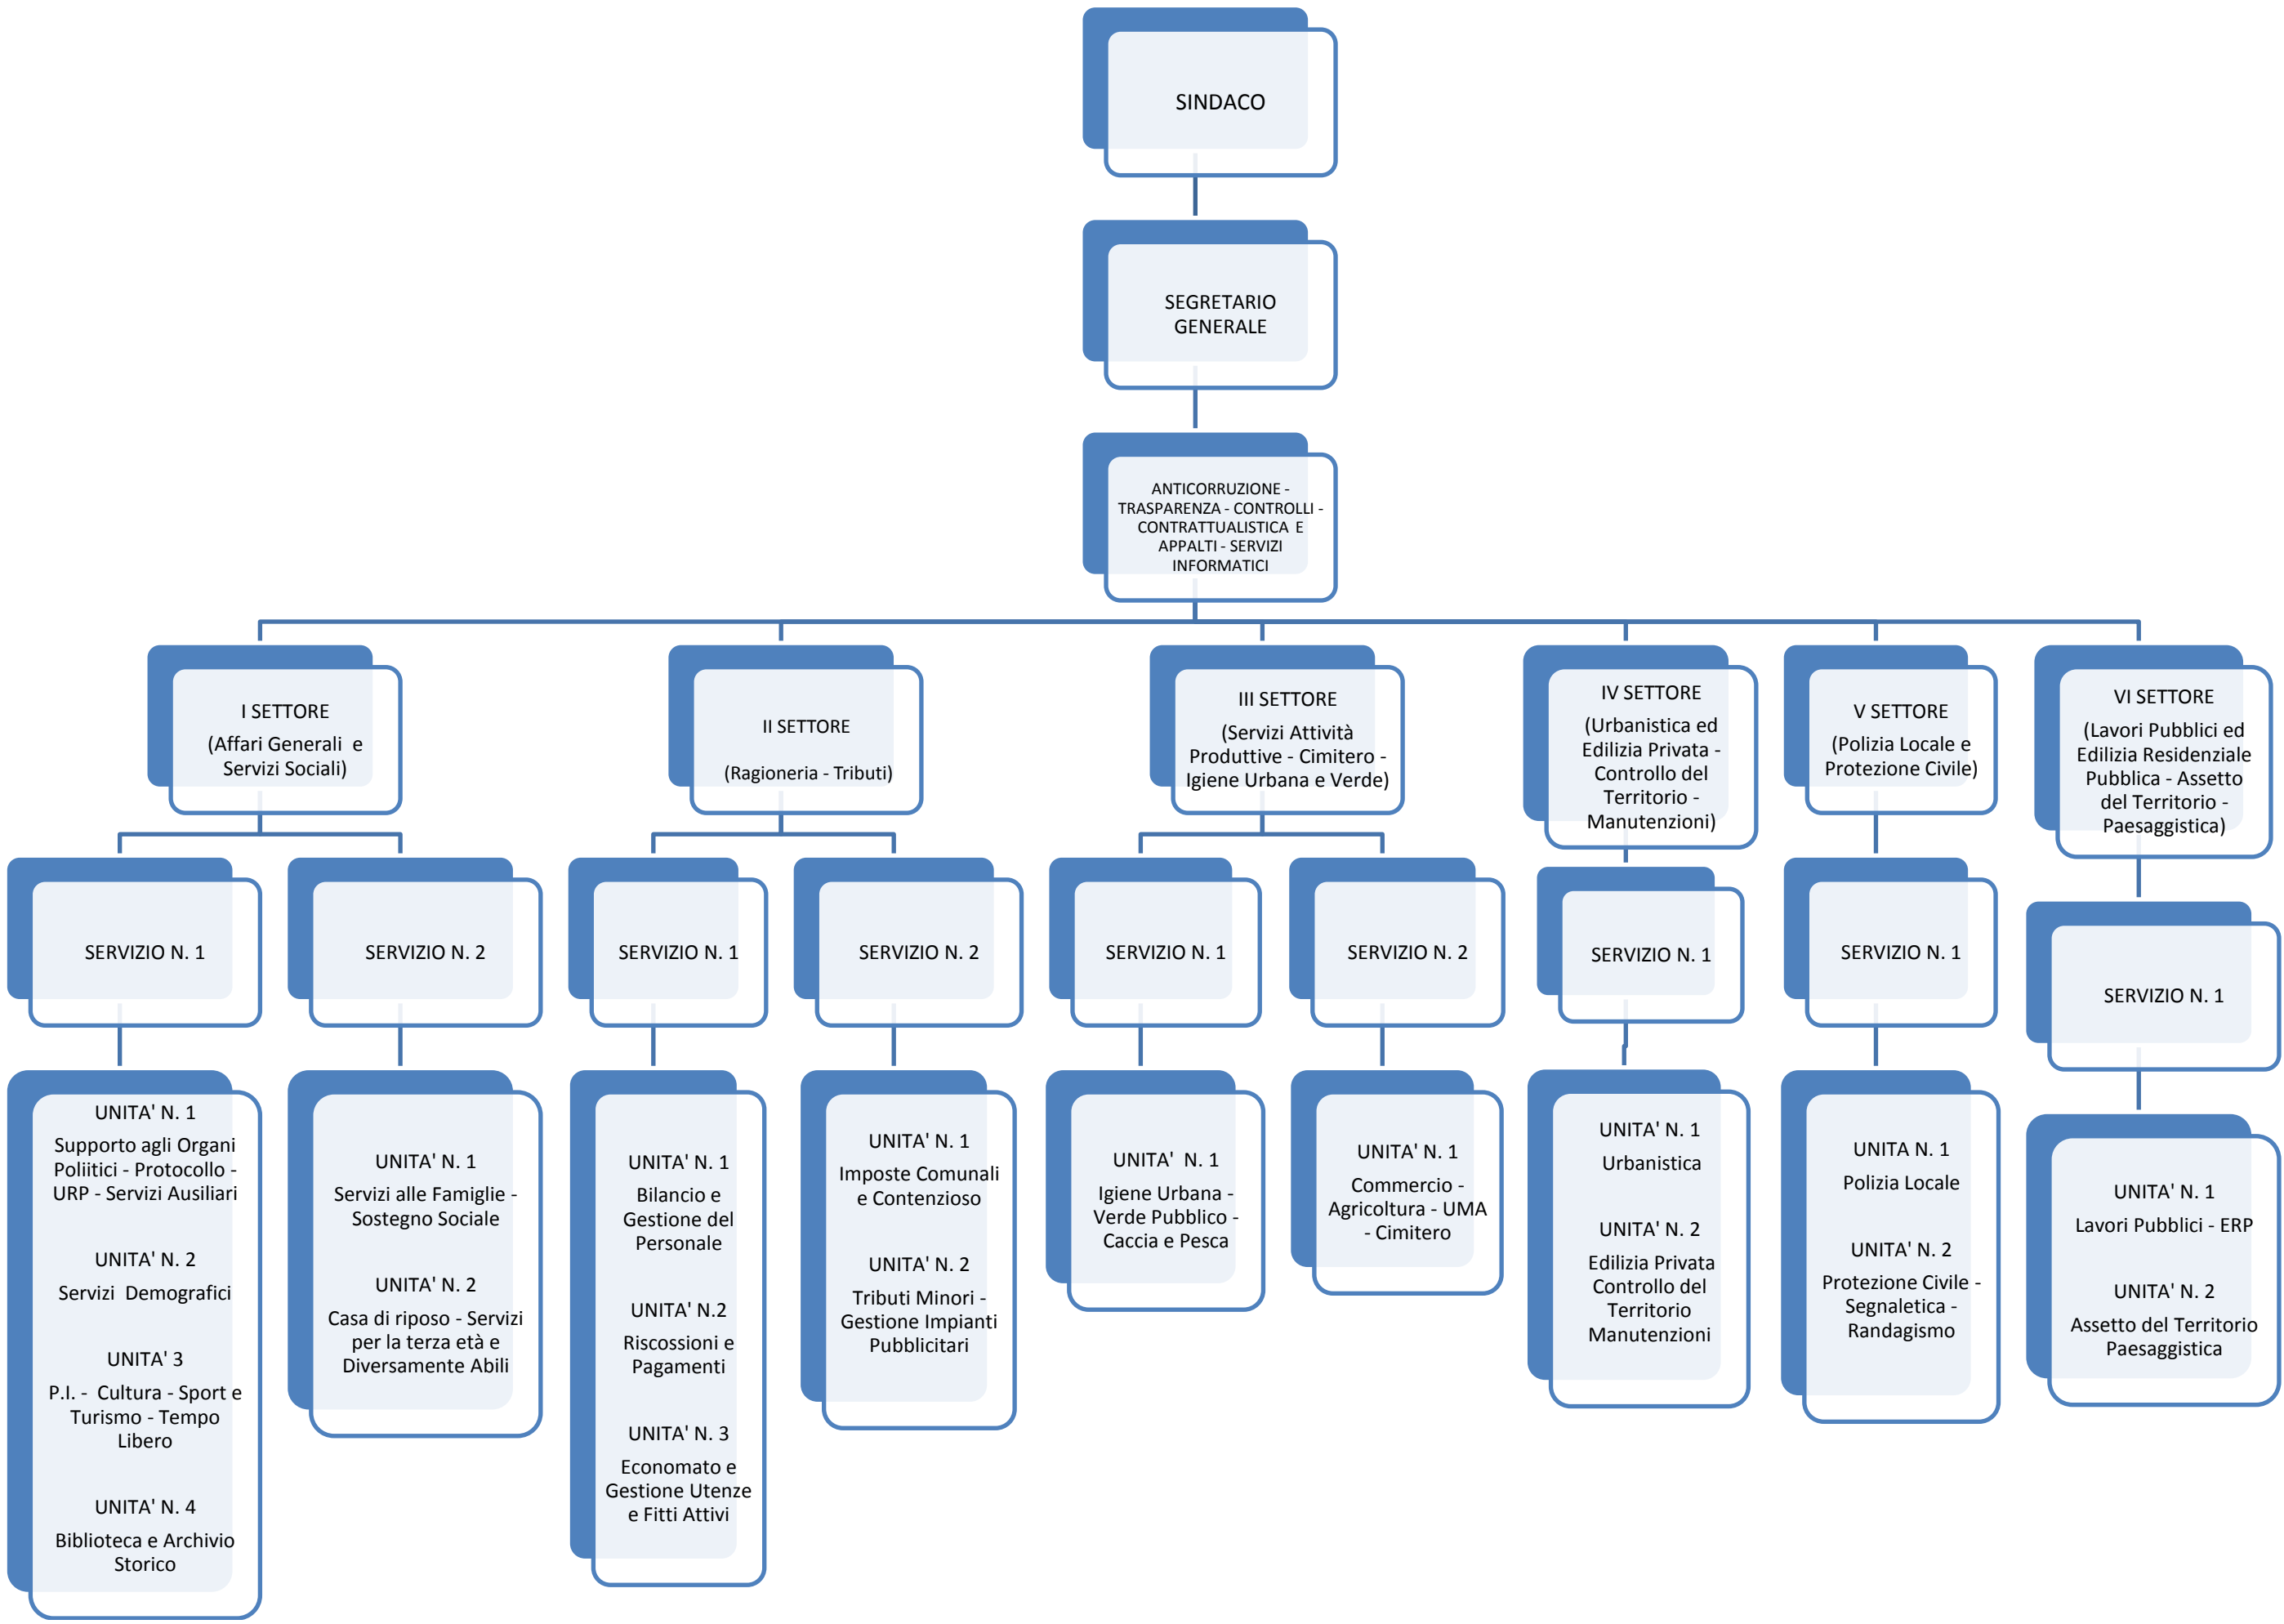 SINDACO
SEGRETARIO
GENERALE
ANTICORRUZIONE -
TRASPARENZA - CONTROLLI -
CONTRATTUALISTICA E
APPALTI - SERVIZI
INFORMATICI
I SETTORE
(Affari Generali e
Servizi Sociali)
II SETTORE
(Ragioneria - Tributi)
III SETTORE
(Servizi Attività
Produttive - Cimitero -
Igiene Urbana e Verde)
IV SETTORE
(Urbanistica ed
Edilizia Privata -
Controllo del
Territorio -
Manutenzioni)
V SETTORE
(Polizia Locale e
Protezione Civile)
VI SETTORE
(Lavori Pubblici ed
Edilizia Residenziale
Pubblica - Assetto
del Territorio -
Paesaggistica)
SERVIZIO N. 1
SERVIZIO N. 2
SERVIZIO N. 1
SERVIZIO N. 2
SERVIZIO N. 1
SERVIZIO N. 2
SERVIZIO N. 1
SERVIZIO N. 1
SERVIZIO N. 1
UNITA' N. 1
Supporto agli Organi
Poliitici - Protocollo -
URP - Servizi Ausiliari
UNITA' N. 2
Servizi Demografici
UNITA' 3
P.I. - Cultura - Sport e
Turismo - Tempo
Libero
UNITA' N. 4
Biblioteca e Archivio
Storico
UNITA' N. 1
Servizi alle Famiglie -
Sostegno Sociale
UNITA' N. 2
Casa di riposo - Servizi
per la terza età e
Diversamente Abili
UNITA' N. 1
Bilancio e
Gestione del
Personale
UNITA' N.2
Riscossioni e
Pagamenti
UNITA' N. 3
Economato e
Gestione Utenze
e Fitti Attivi
UNITA' N. 1
Imposte Comunali
e Contenzioso
UNITA' N. 2
Tributi Minori -
Gestione Impianti
Pubblicitari
UNITA' N. 1
Igiene Urbana -
Verde Pubblico -
Caccia e Pesca
UNITA' N. 1
Commercio -
Agricoltura - UMA
- Cimitero
UNITA' N. 1
Urbanistica
UNITA' N. 2
Edilizia Privata
Controllo del
Territorio
Manutenzioni
UNITA N. 1
Polizia Locale
UNITA' N. 2
Protezione Civile -
Segnaletica -
Randagismo
UNITA' N. 1
Lavori Pubblici - ERP
UNITA' N. 2
Assetto del Territorio
Paesaggistica